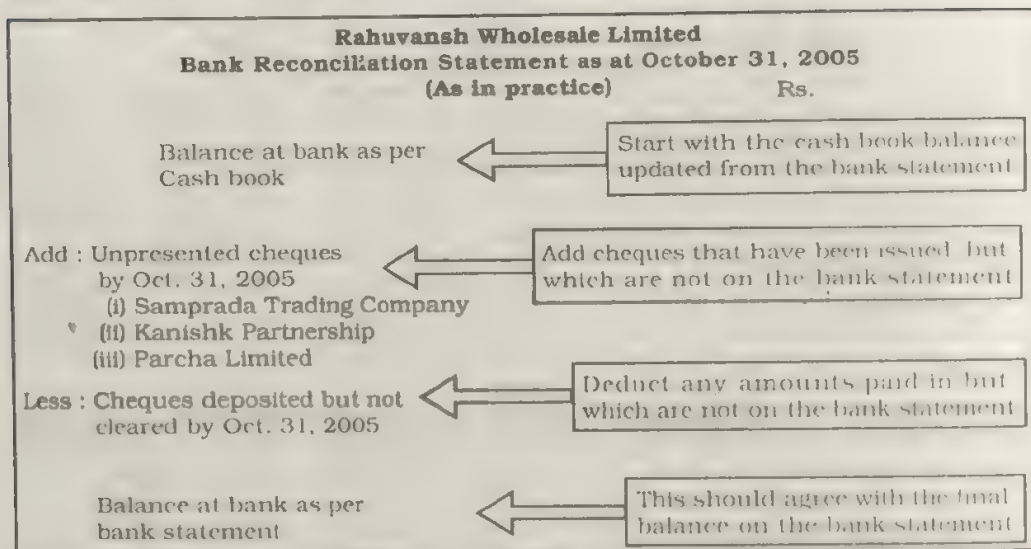 Rahuvansh Wholesale Limited
Bank Reconciliation Statement as at October 31, 2005
(As in practice) Rs.
Balance at bank as per
Cash book
Start with the cash book balance
updated from the bank statement
Add : Unpresented cheques
by Oct. 31, 2005
(i) Samprada Trading Company
(ii) Kanishk Partnership
(iii) Parcha Limited
Add cheques that have been issued but
which are not on the bank statement
Less : Cheques deposited but not
cleared by Oct. 31, 2005
Deduct any amounts paid in but
which are not on the bank statement
Balance at bank as per
bank statement
This should agree with the final
balance on the bank statement